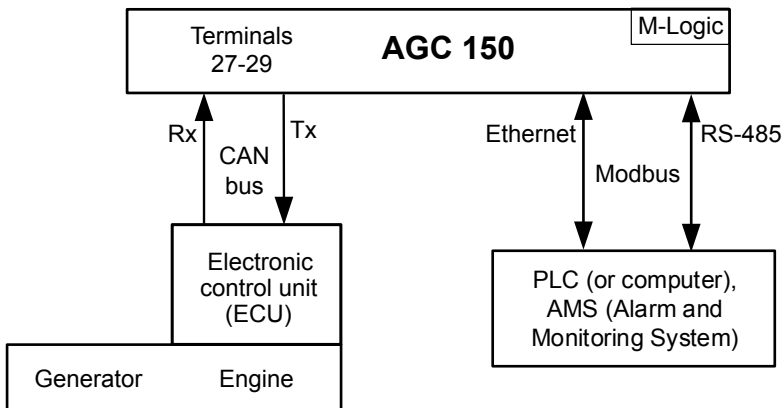 Terminals
27-29
AGC 150
M-Logic
Rx
Tx
CAN
bus
Ethernet
RS-485
Modbus
Electronic
control unit
(ECU)
PLC (or computer),
AMS (Alarm and
Monitoring System)
Generator
Engine